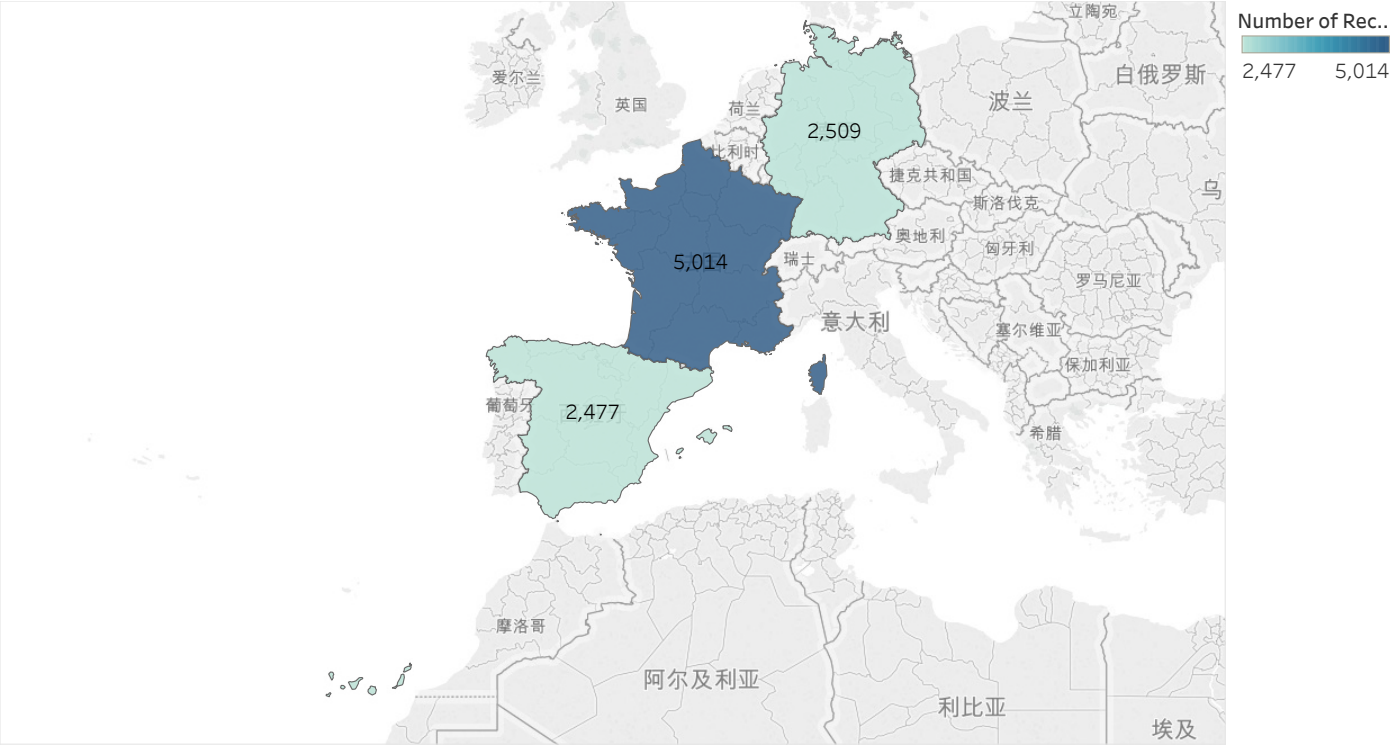 Number of Rec..
2,477 5,014
立陶宛
白俄罗斯
爱尔兰
英国
荷兰
波兰
2,509
比利时
捷克共和国
乌
斯洛伐克
奥地利
匈牙利
瑞士
5,014
罗马尼亚
意大利
塞尔维亚
保加利亚
葡萄牙
2,477
希腊
摩洛哥
阿尔及利亚
利比亚
埃及